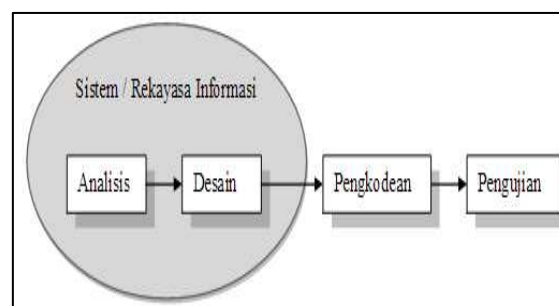 Sistem / Rekayasa Informasi
Analisis
Desain
Pengkodean
Pengujian